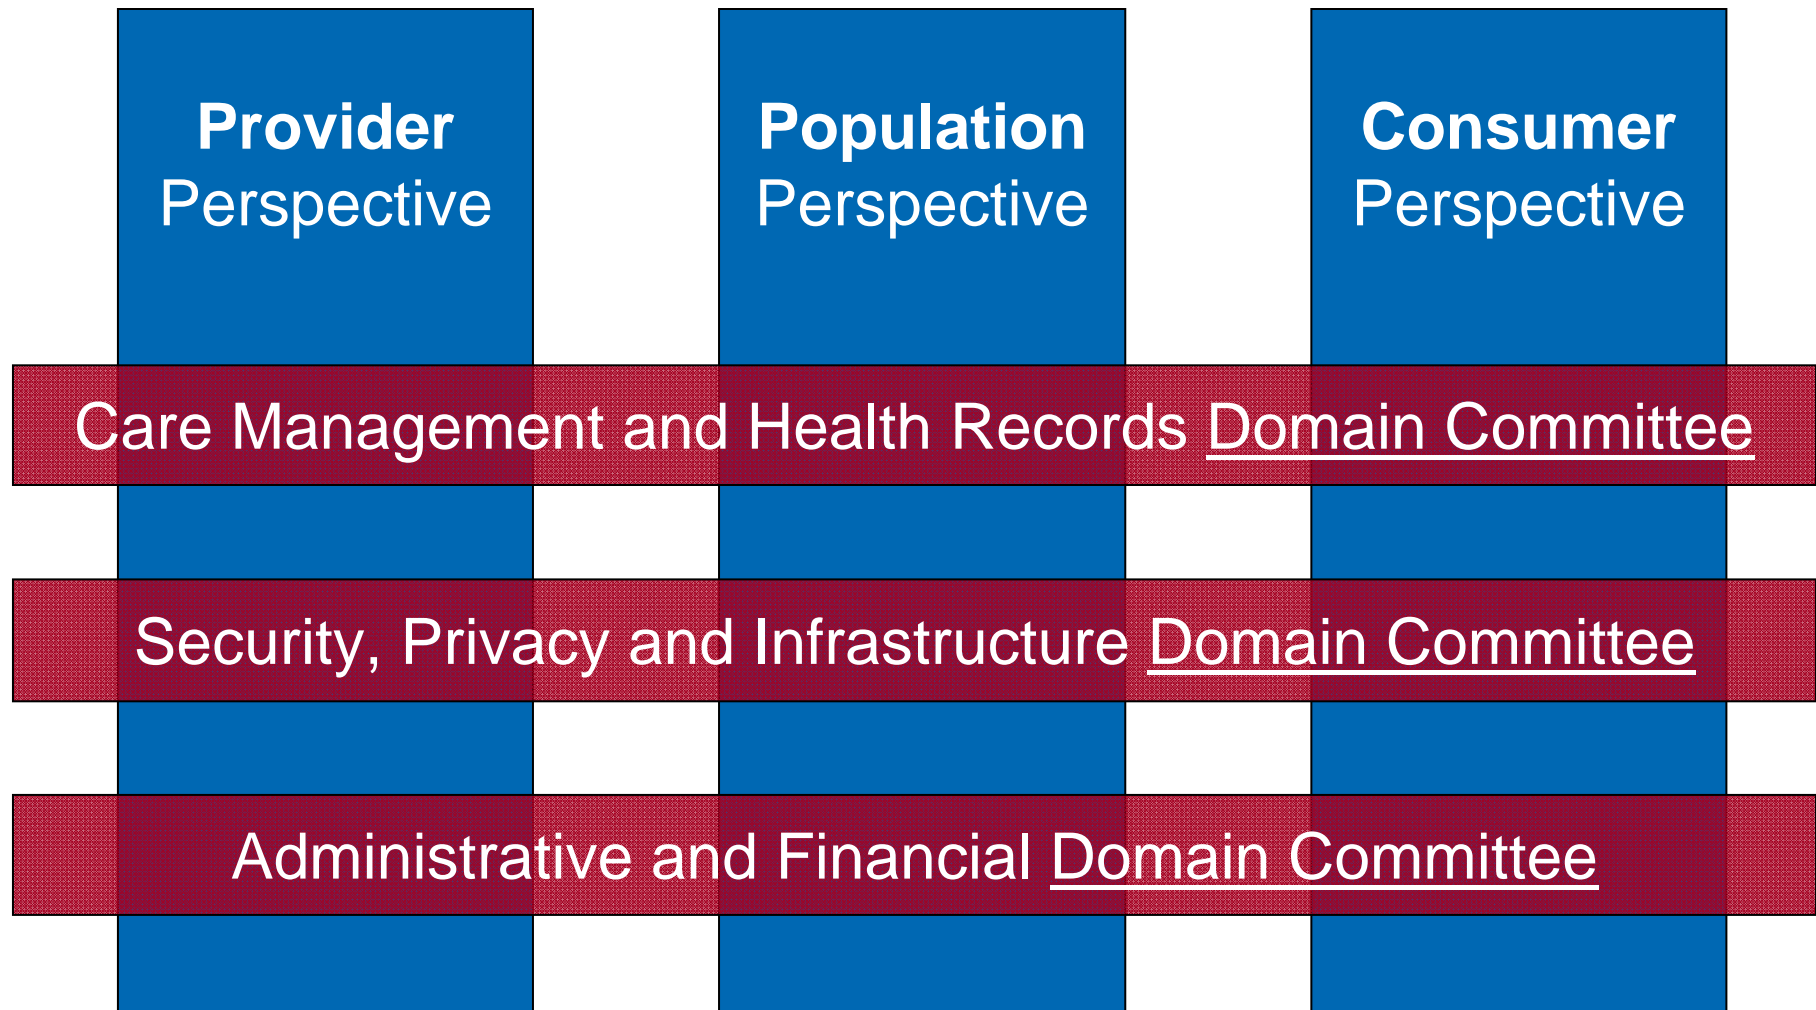 Provider
Perspective
Population
Perspective
Consumer
Perspective
Care Management and Health Records Domain Committee
Security, Privacy and Infrastructure Domain Committee
Administrative and Financial Domain Committee